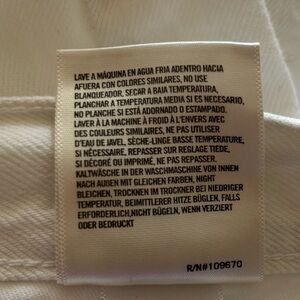 LAVE A MÁQUINA EN AGUA FRIA ADENTRO HACIA
AFUERA CON COLORES SIMILARES, NO USE
BLANQUEADOR, SECAR A BAJA TEMPERATURA,
PLANCHAR A TEMPERATURA MEDIA SI ES NECESARIO,
NO PLANCHE SI ESTÁ ADORNADO O ESTAMPADO.
LAVER À LA MACHINE À FROID À L'ENVERS AVEC
DES COULEURS SIMILAIRES, NE PAS UTILISER
D'EAU DE JAVEL, SÈCHE-LINGE BASSE TEMPERATURE,
SI NÉCESSAIRE, REPASSER SUR REGLAGE TIEDE,
SI DÉCORÉ OU IMPRIMÉ, NE PAS REPASSER.
KALTWÄSCHE IN DER WASCHMASCHINE VON INNEN
NACH AUßEN MIT GLEICHEN FARBEN, NIGHT
BLEICHEN, TROCKNEN IM TROCKNER BEI NIEDRIGER
TEMPERATUR, BEIMITTLERER HITZE BÜGLEN, FALLS
ERFORDERLICH,NICHT BÜGELN, WENN VERZIERT
ODER BEDRUCKT
R/N#109670